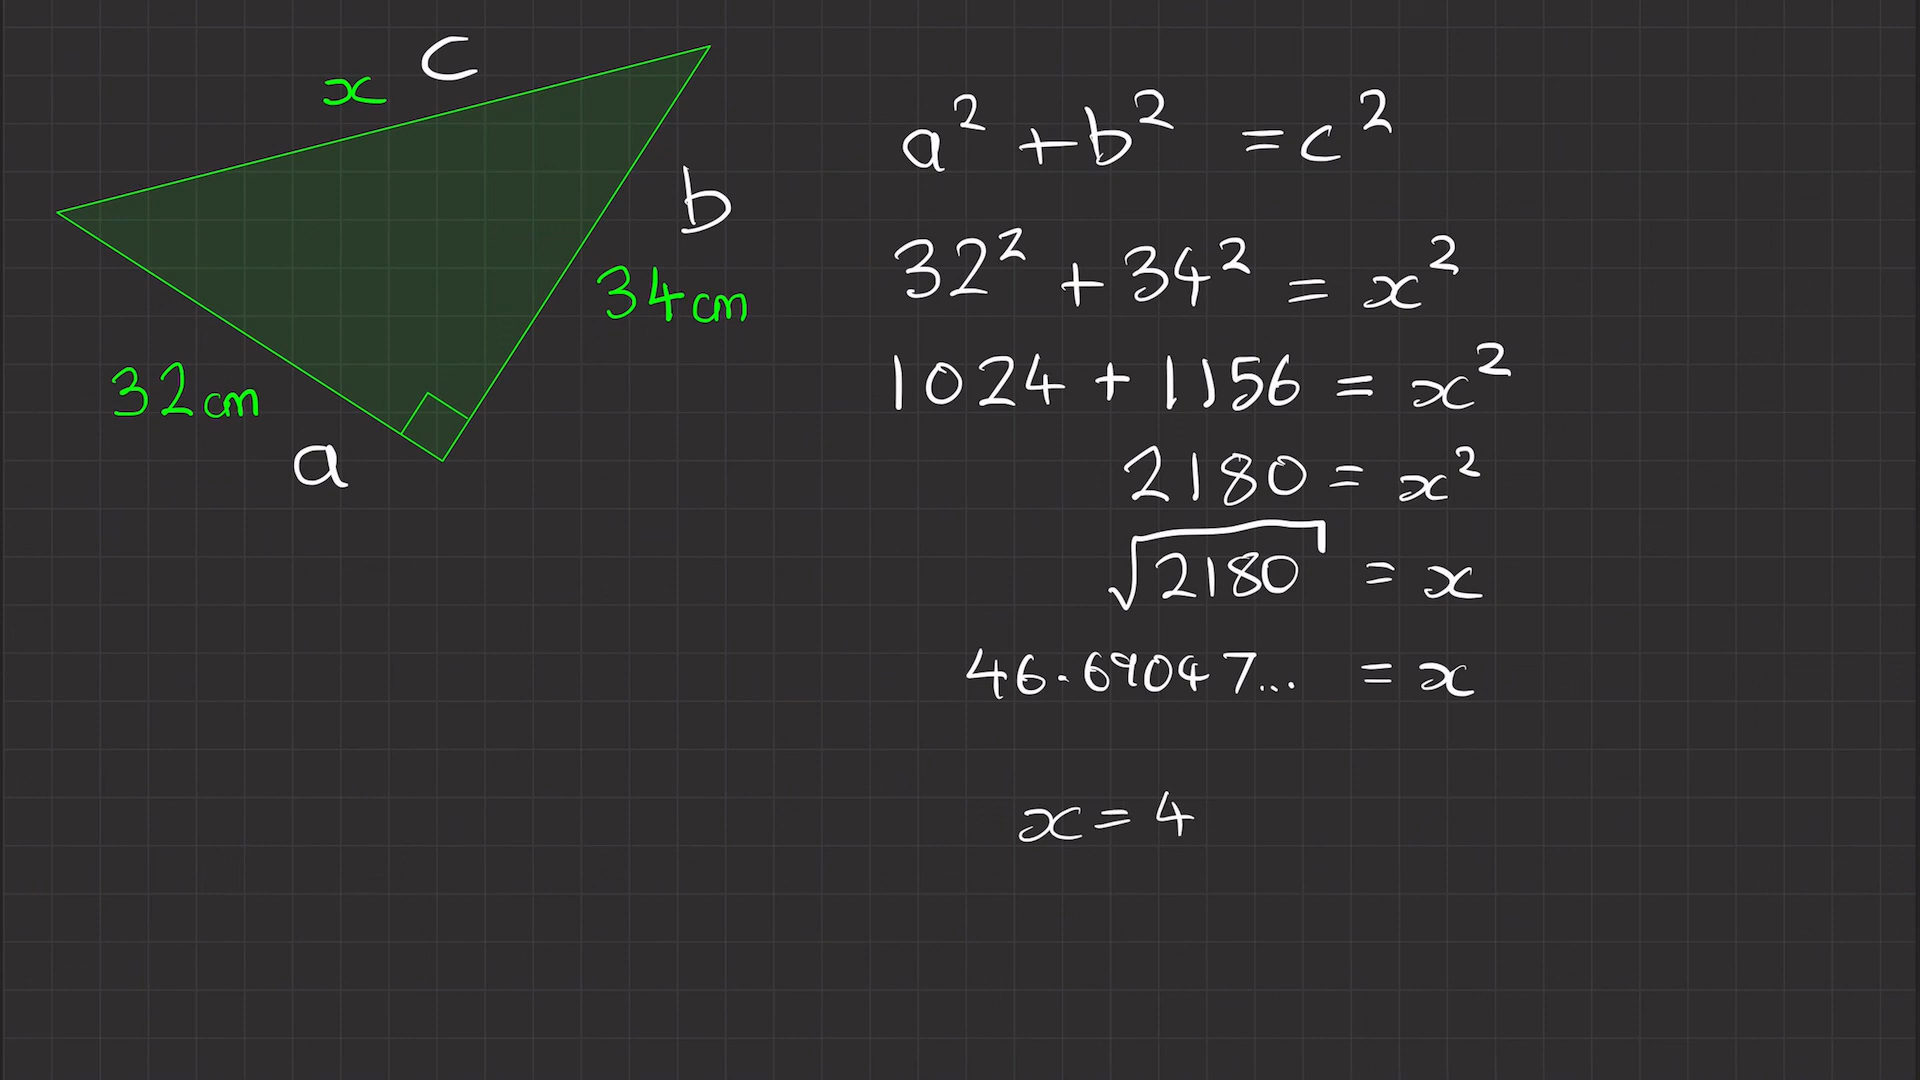 c
x
b
34cm
32cm
a
a² + b² = c²
32² + 34² = x²
1024 + 1156 = x²
2180 = x²
√2180 = x
46.69047... = x
x = 4